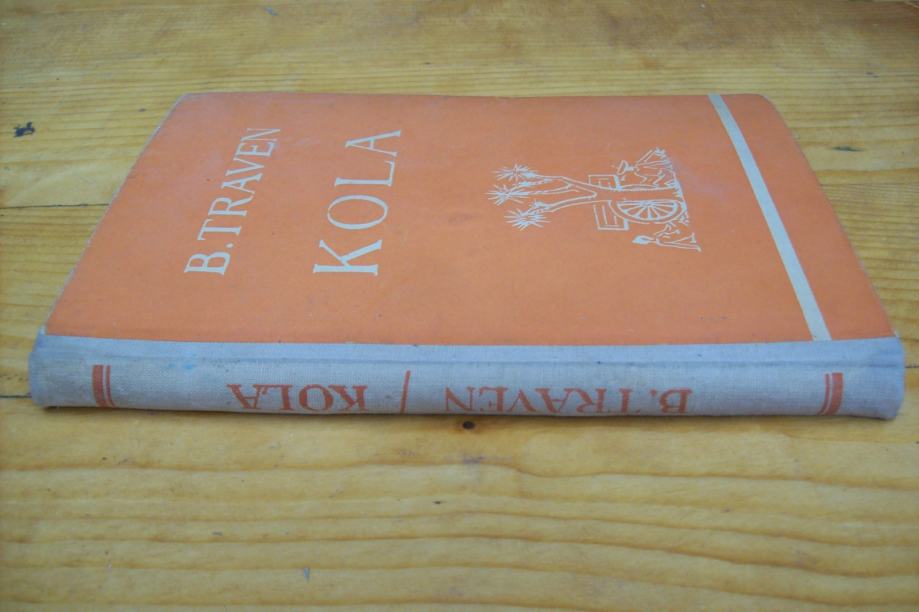 B. TRAVEN
KOLA
B. TRAVEN / KOLA